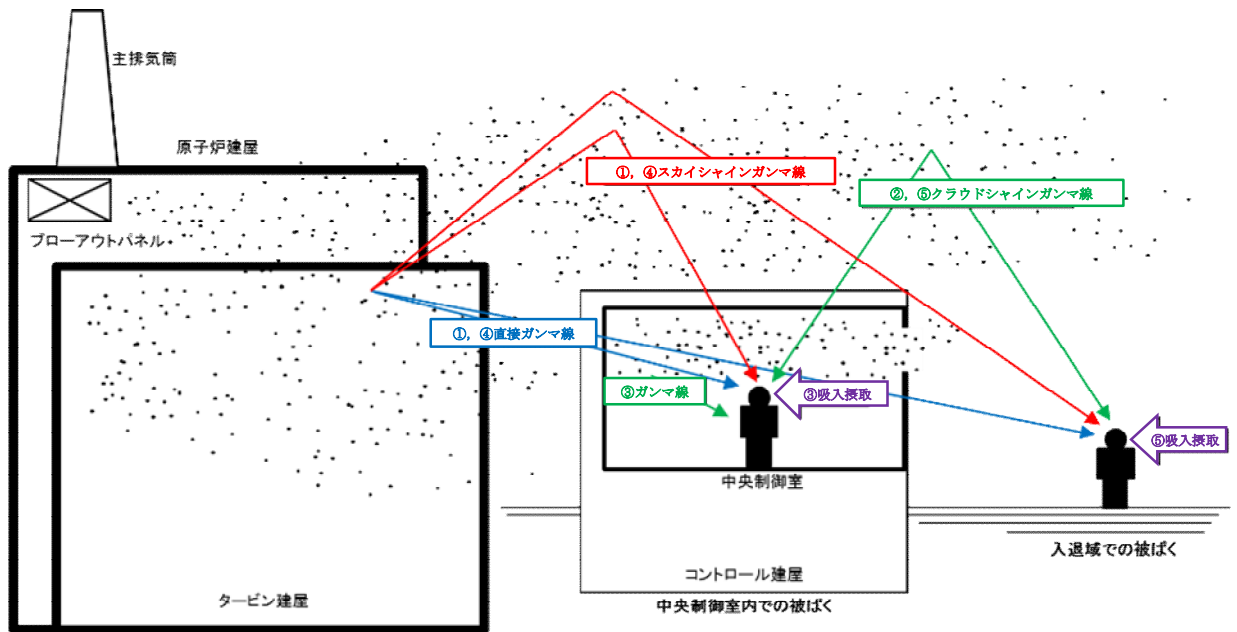 主排気筒
原子炉建屋
①，④スカイシャインガンマ線
②，⑤クラウドシャインガンマ線
ブローアウトパネル
①，④直接ガンマ線
③ガンマ線
③吸入摂取
⑤吸入摂取
中央制御室
入退域での被ばく
コントロール建屋
タービン建屋
中央制御室内での被ばく